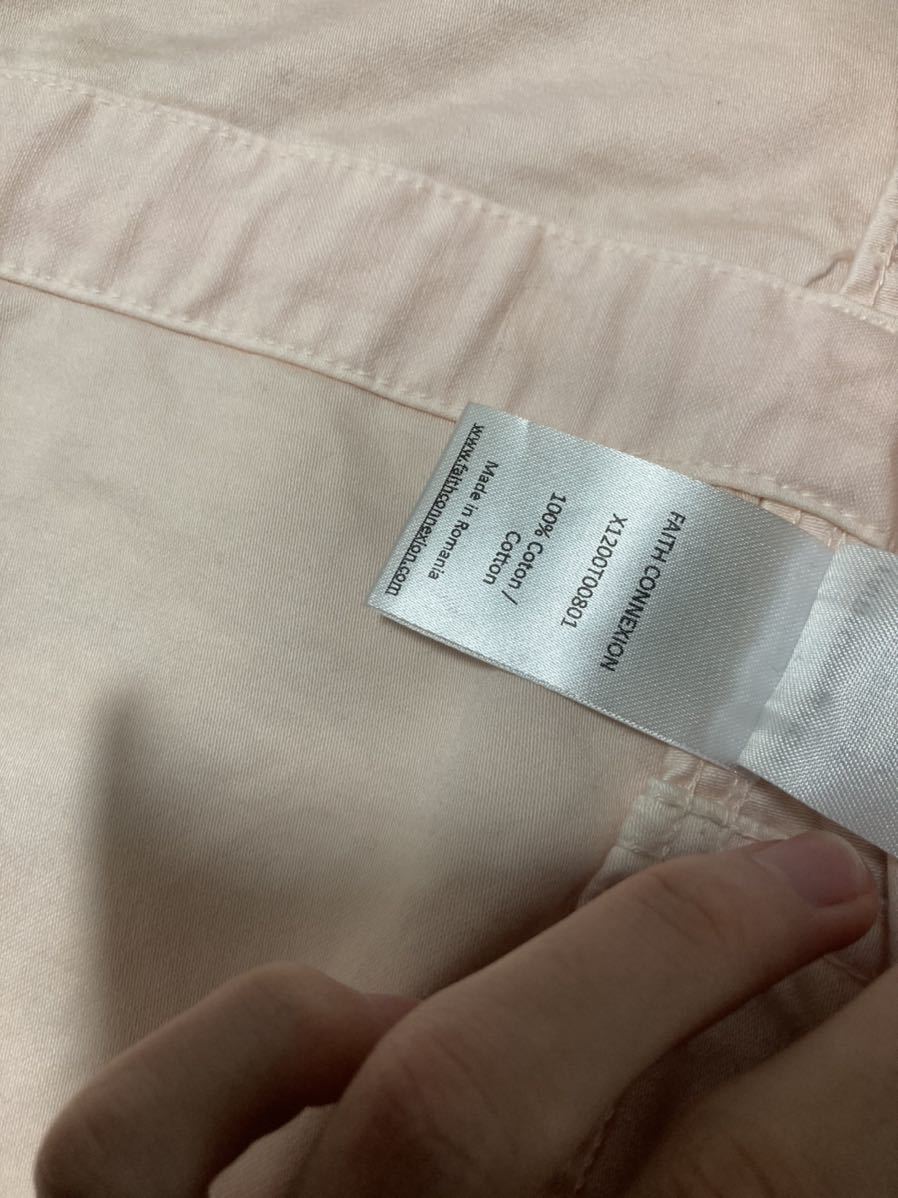 FAITH CONNEXION
X1200T00801
100% Coton /
Cotton
Made in Romania
www.faithconnexion.com